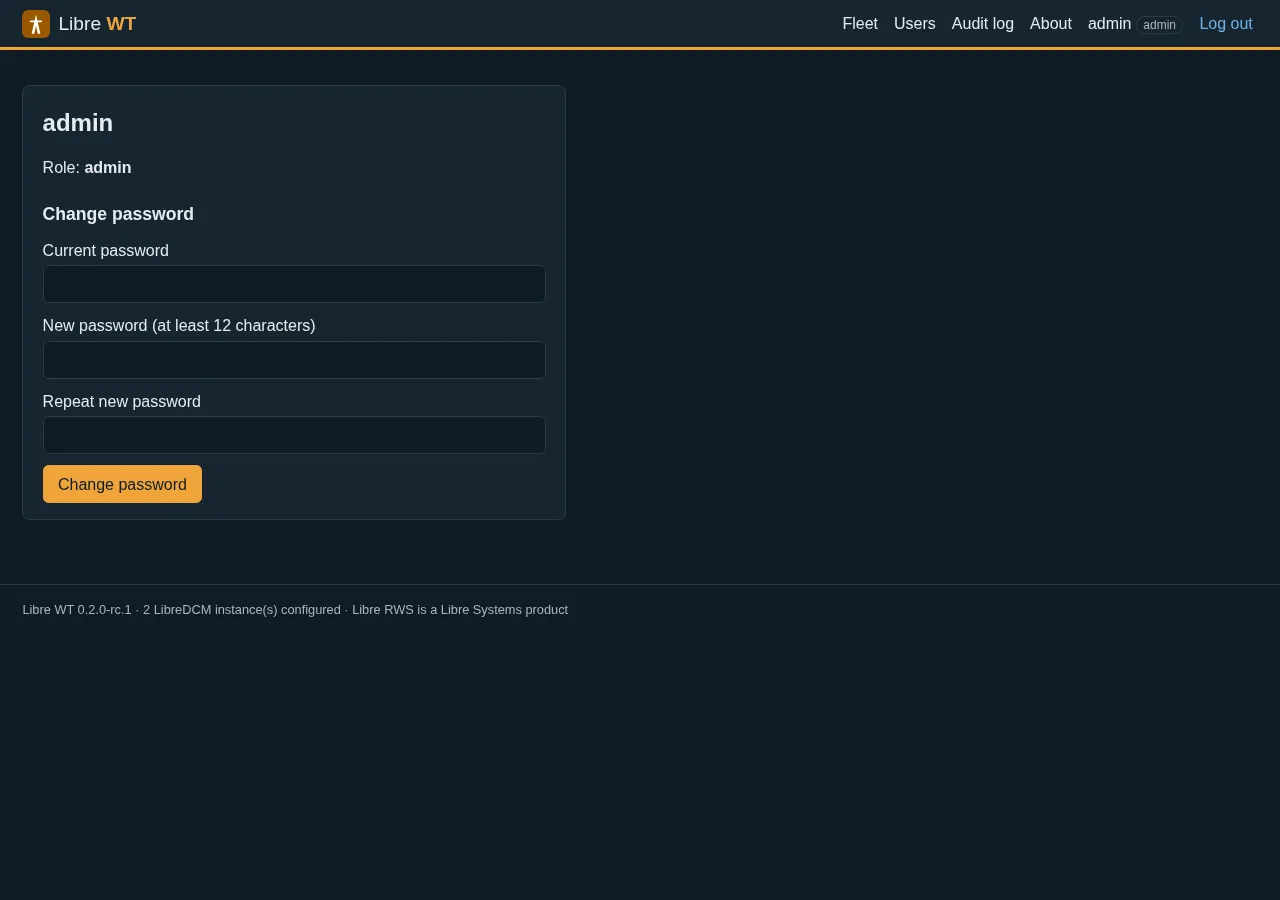 Libre WT
Fleet Users Audit log About admin admin Log out
admin
Role: admin
Change password
Current password
New password (at least 12 characters)
Repeat new password
Change password
Libre WT 0.2.0-rc.1 · 2 LibreDCM instance(s) configured · Libre RWS is a Libre Systems product